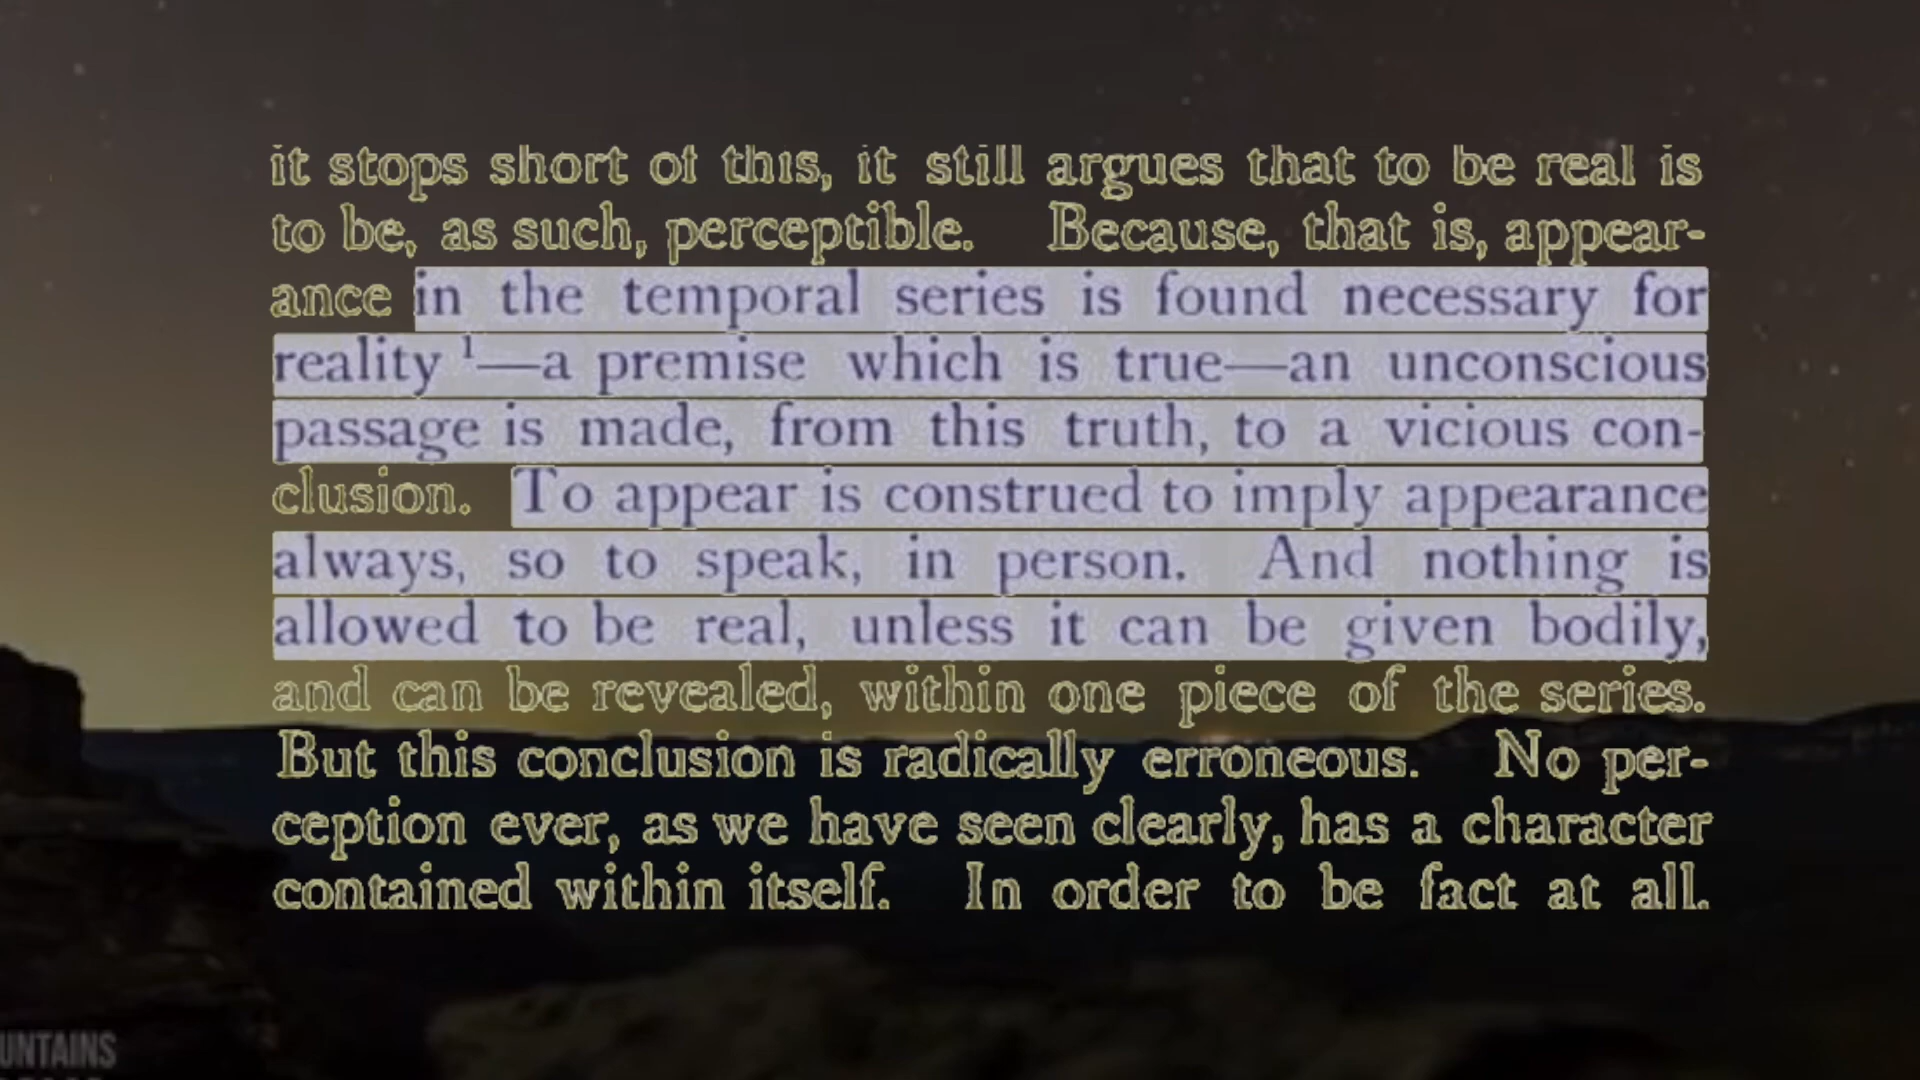 it stops short of this, it still argues that to be real is
to be, as such, perceptible. Because, that is, appear-
ance in the temporal series is found necessary for
reality ¹—a premise which is true—an unconscious
passage is made, from this truth, to a vicious con-
clusion. To appear is construed to imply appearance
always, so to speak, in person. And nothing is
allowed to be real, unless it can be given bodily,
and can be revealed, within one piece of the series.
But this conclusion is radically erroneous. No per-
ception ever, as we have seen clearly, has a character
contained within itself. In order to be fact at all.
UNTAINS